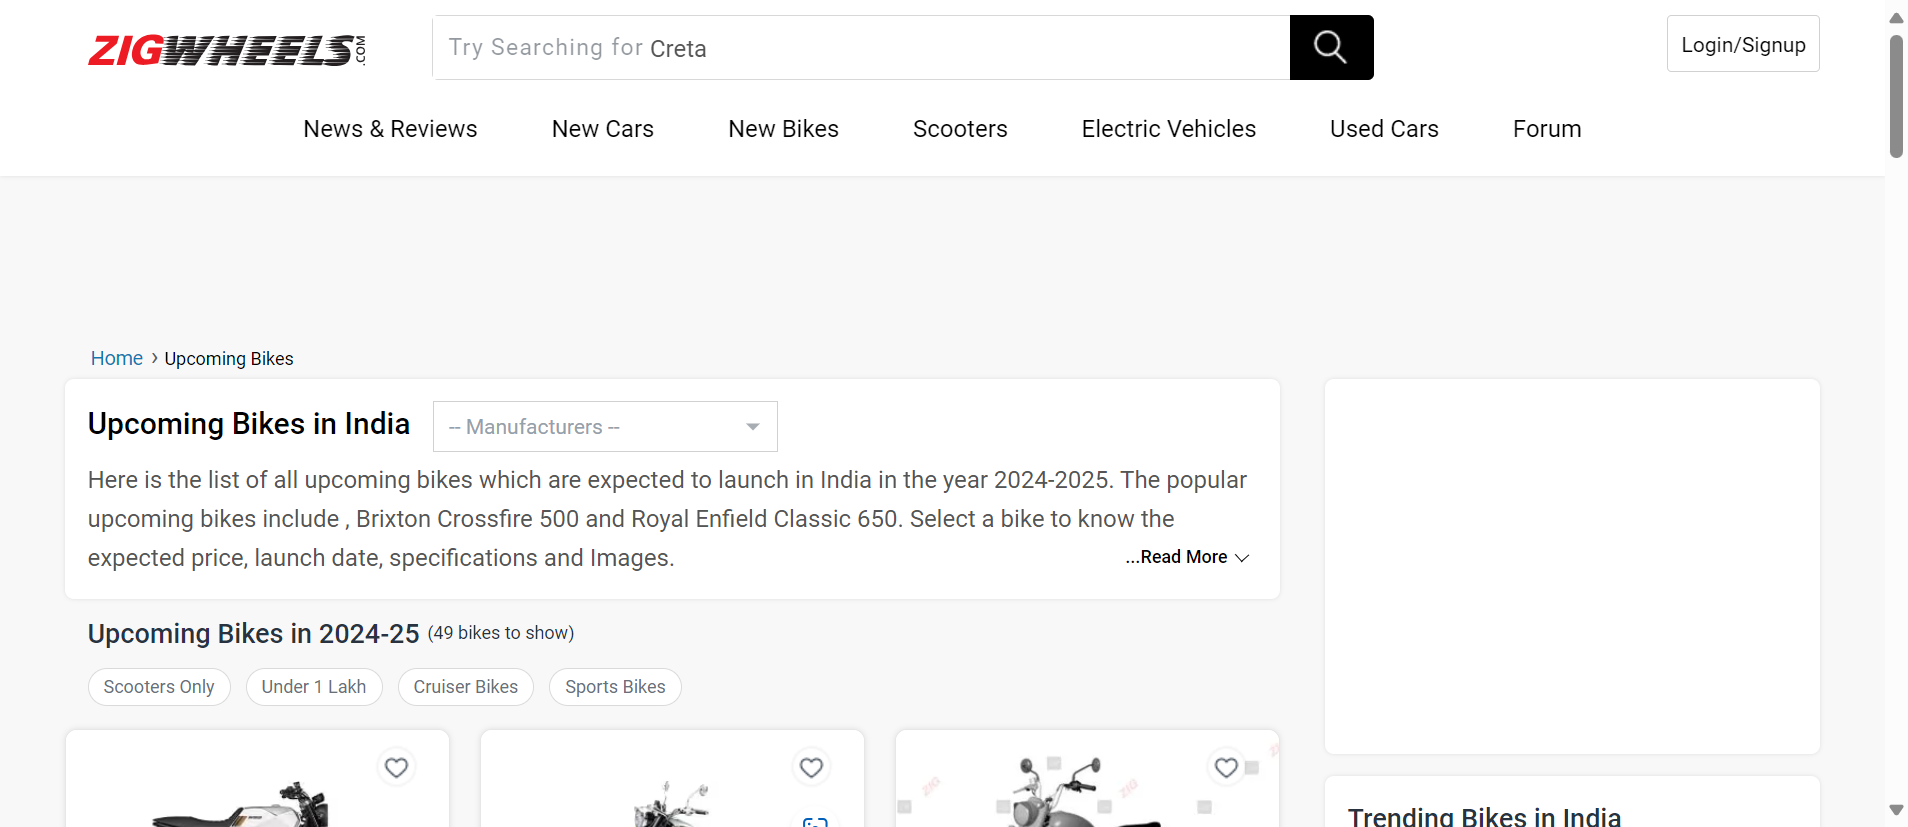 ZIGWHEELS.COM
Try Searching for Creta
Login/Signup
News & Reviews New Cars New Bikes Scooters Electric Vehicles Used Cars Forum
Home › Upcoming Bikes
Upcoming Bikes in India
-- Manufacturers --
Here is the list of all upcoming bikes which are expected to launch in India in the year 2024-2025. The popular
upcoming bikes include , Brixton Crossfire 500 and Royal Enfield Classic 650. Select a bike to know the
expected price, launch date, specifications and Images.
...Read More
Upcoming Bikes in 2024-25 (49 bikes to show)
Scooters Only Under 1 Lakh Cruiser Bikes Sports Bikes
ZIG
ZIG
Trending Bikes in India